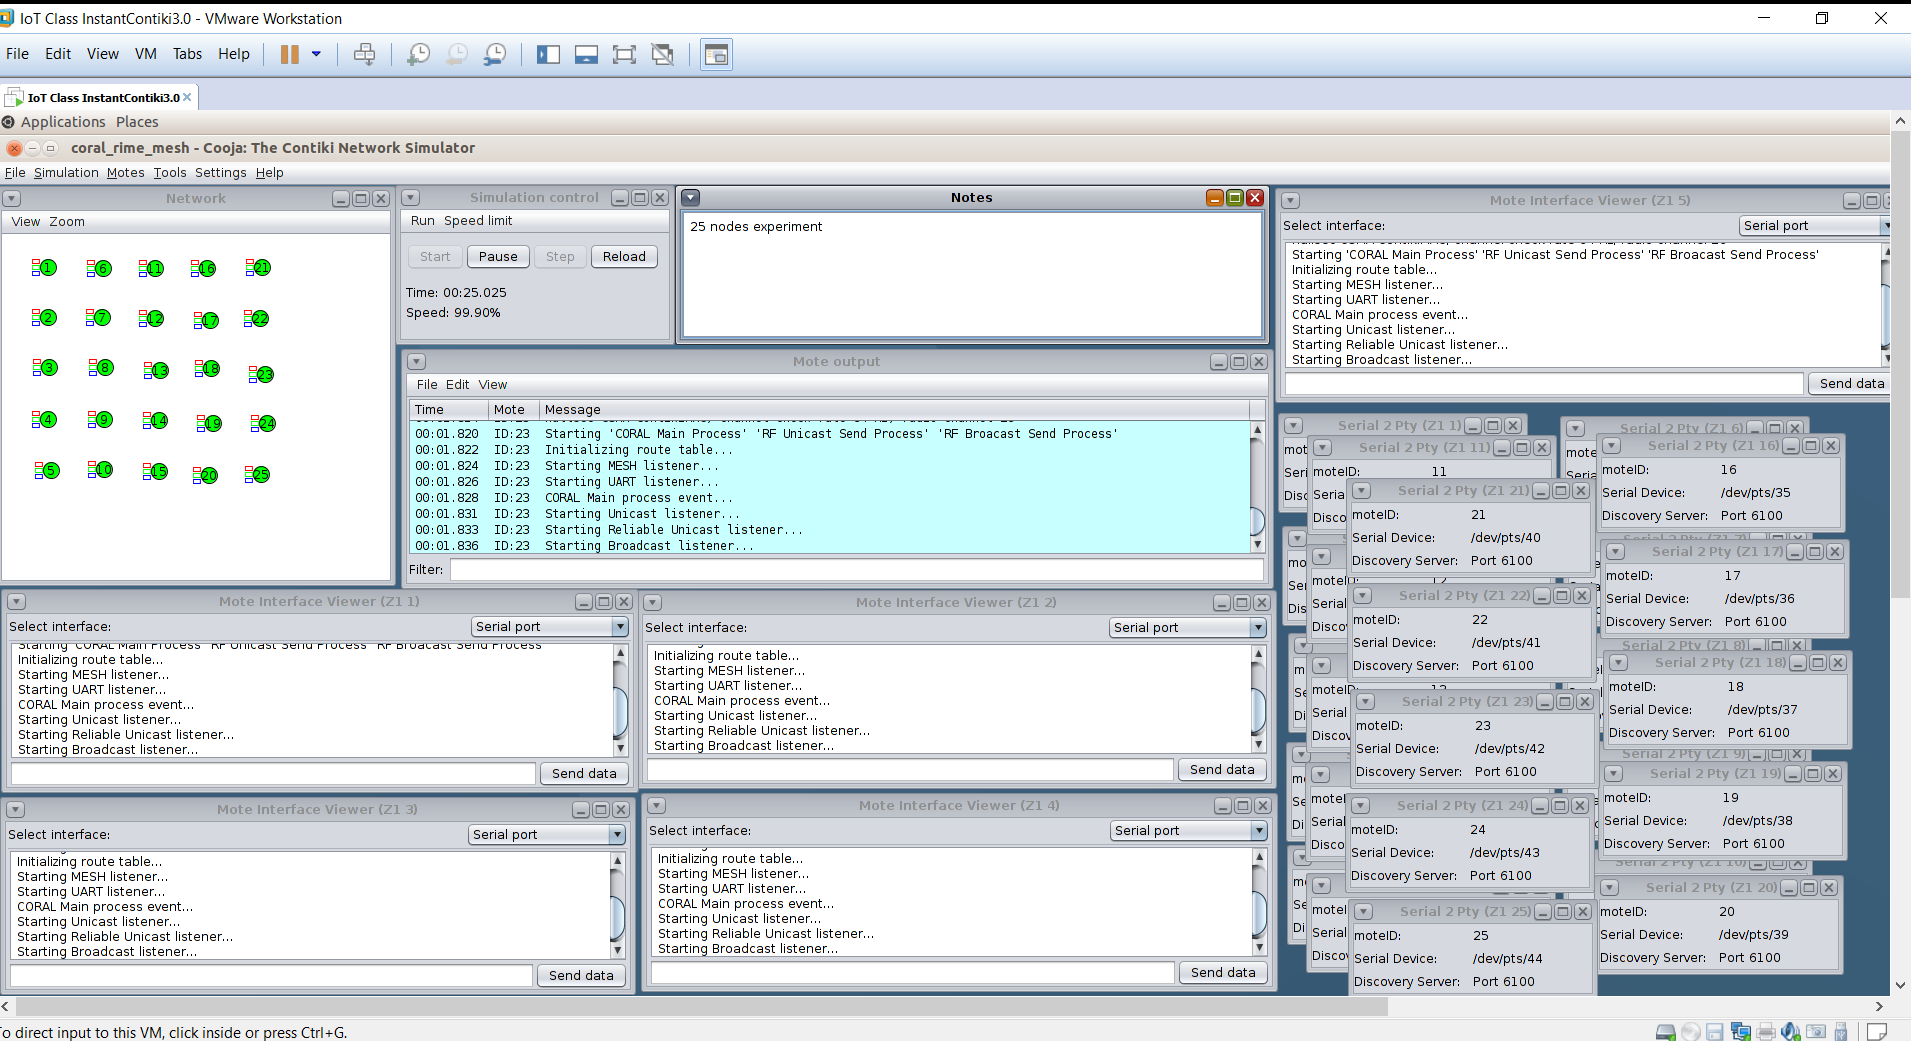 IoT Class InstantContiki3.0 - VMware Workstation
File Edit View VM Tabs Help
IoT Class InstantContiki3.0
Applications Places
coral_rime_mesh - Cooja: The Contiki Network Simulator
File Simulation Motes Tools Settings Help
Network
View Zoom
1 6 11 16 21
2 7 12 17 22
3 8 13 18 23
4 9 14 19 24
5 10 15 20 25
Simulation control
Run Speed limit
Start Pause Step Reload
Time: 00:25.025
Speed: 99.90%
Notes
25 nodes experiment
Mote output
File Edit View
Time Mote Message
00:01.820 ID:23 Starting 'CORAL Main Process' 'RF Unicast Send Process' 'RF Broacast Send Process'
00:01.822 ID:23 Initializing route table...
00:01.824 ID:23 Starting MESH listener...
00:01.826 ID:23 Starting UART listener...
00:01.828 ID:23 CORAL Main process event...
00:01.831 ID:23 Starting Unicast listener...
00:01.833 ID:23 Starting Reliable Unicast listener...
00:01.836 ID:23 Starting Broadcast listener...
Filter:
Mote Interface Viewer (Z1 5)
Select interface: Serial port
Starting 'CORAL Main Process' 'RF Unicast Send Process' 'RF Broacast Send Process'
Initializing route table...
Starting MESH listener...
Starting UART listener...
CORAL Main process event...
Starting Unicast listener...
Starting Reliable Unicast listener...
Starting Broadcast listener...
Send data
Mote Interface Viewer (Z1 1)
Select interface: Serial port
Starting 'CORAL Main Process' 'RF Unicast Send Process' 'RF Broacast Send Process'
Initializing route table...
Starting MESH listener...
Starting UART listener...
CORAL Main process event...
Starting Unicast listener...
Starting Reliable Unicast listener...
Starting Broadcast listener...
Send data
Mote Interface Viewer (Z1 2)
Select interface: Serial port
Initializing route table...
Starting MESH listener...
Starting UART listener...
CORAL Main process event...
Starting Unicast listener...
Starting Reliable Unicast listener...
Starting Broadcast listener...
Send data
Mote Interface Viewer (Z1 3)
Select interface: Serial port
Initializing route table...
Starting MESH listener...
Starting UART listener...
CORAL Main process event...
Starting Unicast listener...
Starting Reliable Unicast listener...
Starting Broadcast listener...
Send data
Mote Interface Viewer (Z1 4)
Select interface: Serial port
Initializing route table...
Starting MESH listener...
Starting UART listener...
CORAL Main process event...
Starting Unicast listener...
Starting Reliable Unicast listener...
Starting Broadcast listener...
Send data
Serial 2 Pty (Z1 1)
Serial 2 Pty (Z1 11)
moteID: 11
Serial 2 Pty (Z1 21)
moteID: 21
Serial Device: /dev/pts/40
Discovery Server: Port 6100
Serial 2 Pty (Z1 22)
moteID: 22
Serial Device: /dev/pts/41
Discovery Server: Port 6100
Serial 2 Pty (Z1 23)
moteID: 23
Serial Device: /dev/pts/42
Discovery Server: Port 6100
Serial 2 Pty (Z1 24)
moteID: 24
Serial Device: /dev/pts/43
Discovery Server: Port 6100
Serial 2 Pty (Z1 25)
moteID: 25
Serial Device: /dev/pts/44
Discovery Server: Port 6100
Serial 2 Pty (Z1 6)
Serial 2 Pty (Z1 16)
moteID: 16
Serial Device: /dev/pts/35
Discovery Server: Port 6100
Serial 2 Pty (Z1 17)
moteID: 17
Serial Device: /dev/pts/36
Discovery Server: Port 6100
Serial 2 Pty (Z1 8)
Serial 2 Pty (Z1 18)
moteID: 18
Serial Device: /dev/pts/37
Discovery Server: Port 6100
Serial 2 Pty (Z1 9)
Serial 2 Pty (Z1 19)
moteID: 19
Serial Device: /dev/pts/38
Discovery Server: Port 6100
Serial 2 Pty (Z1 20)
moteID: 20
Serial Device: /dev/pts/39
Discovery Server: Port 6100
To direct input to this VM, click inside or press Ctrl+G.